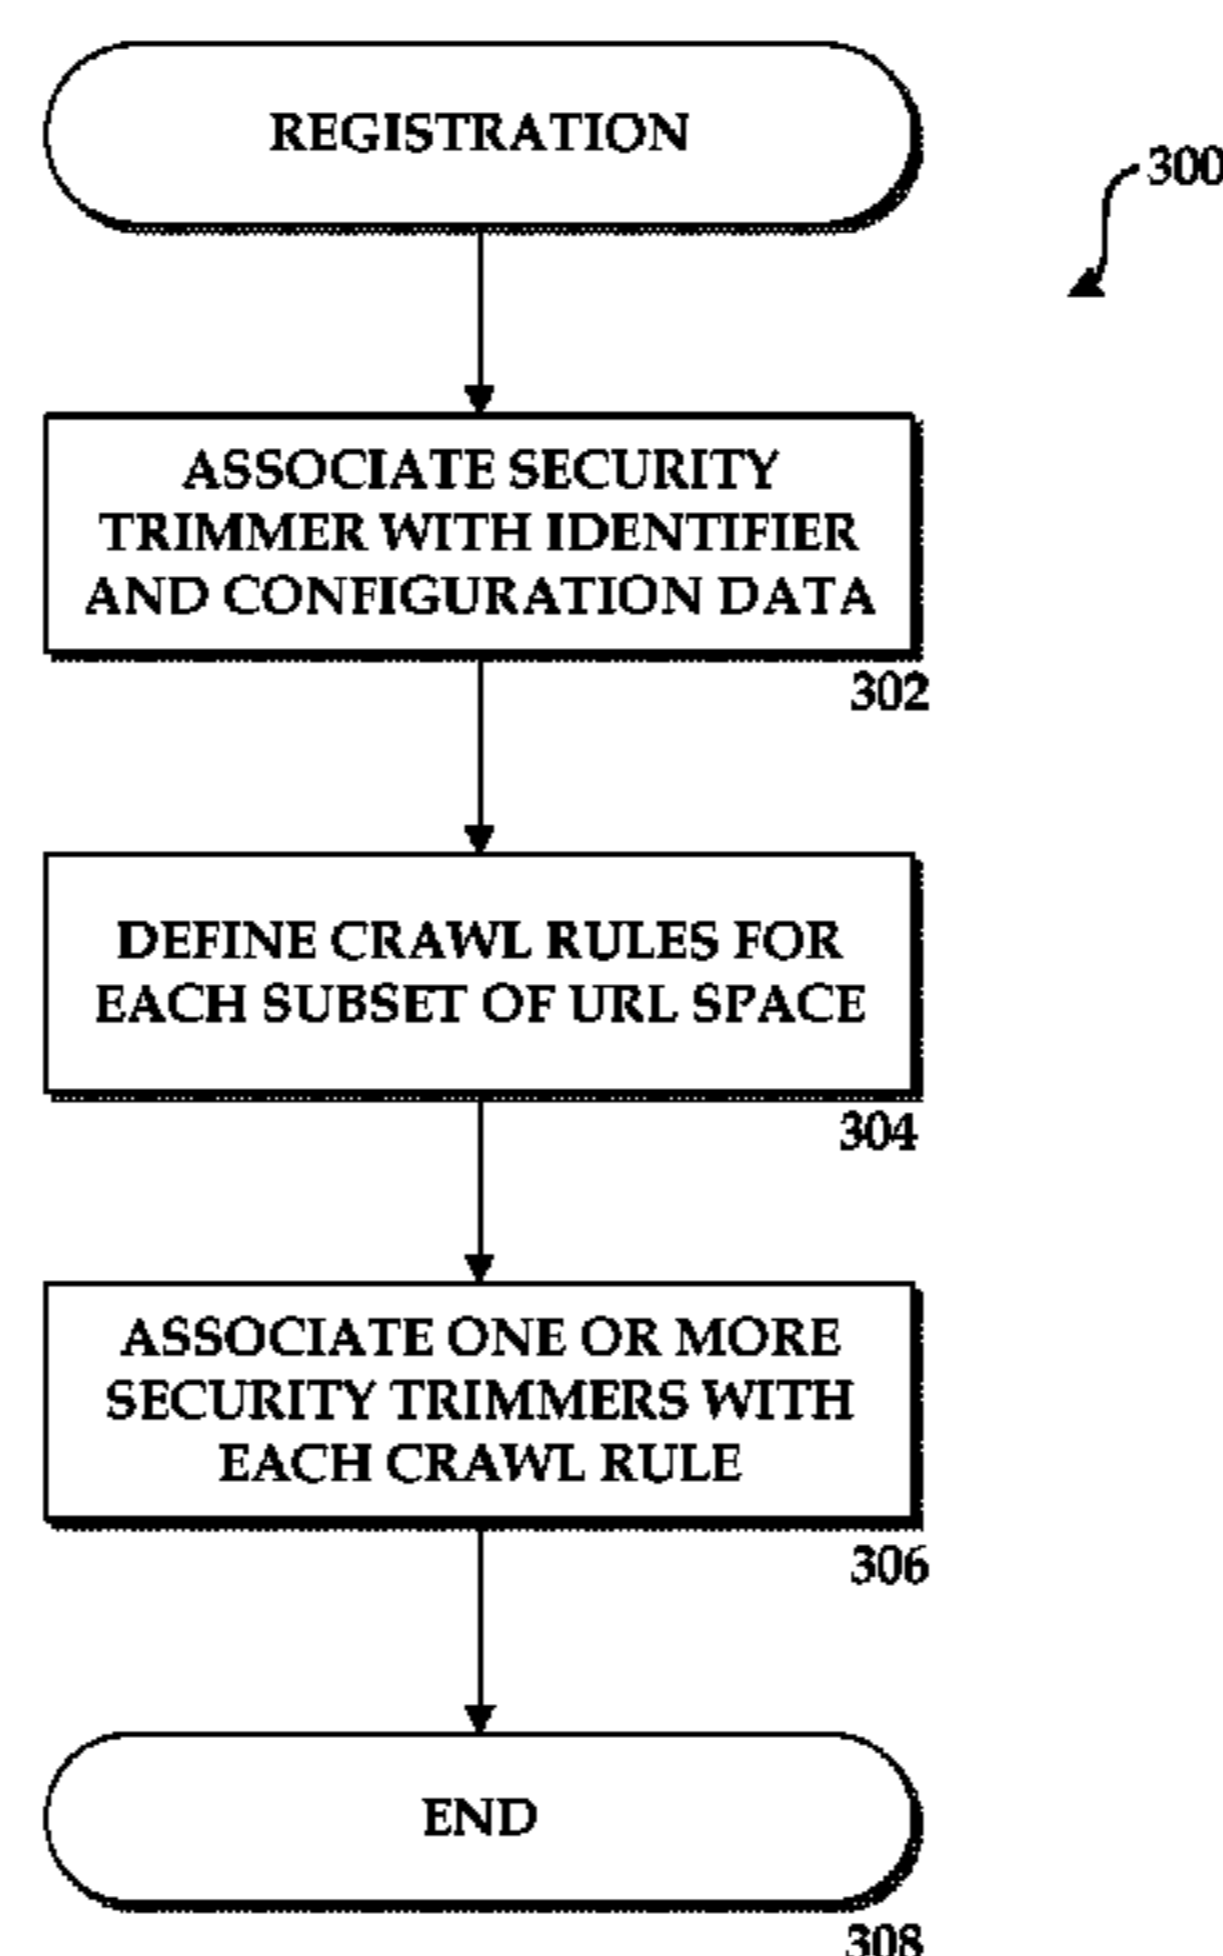 REGISTRATION
300
ASSOCIATE SECURITY
TRIMMER WITH IDENTIFIER
AND CONFIGURATION DATA
302
DEFINE CRAWL RULES FOR
EACH SUBSET OF URL SPACE
304
ASSOCIATE ONE OR MORE
SECURITY TRIMMERS WITH
EACH CRAWL RULE
306
END
308